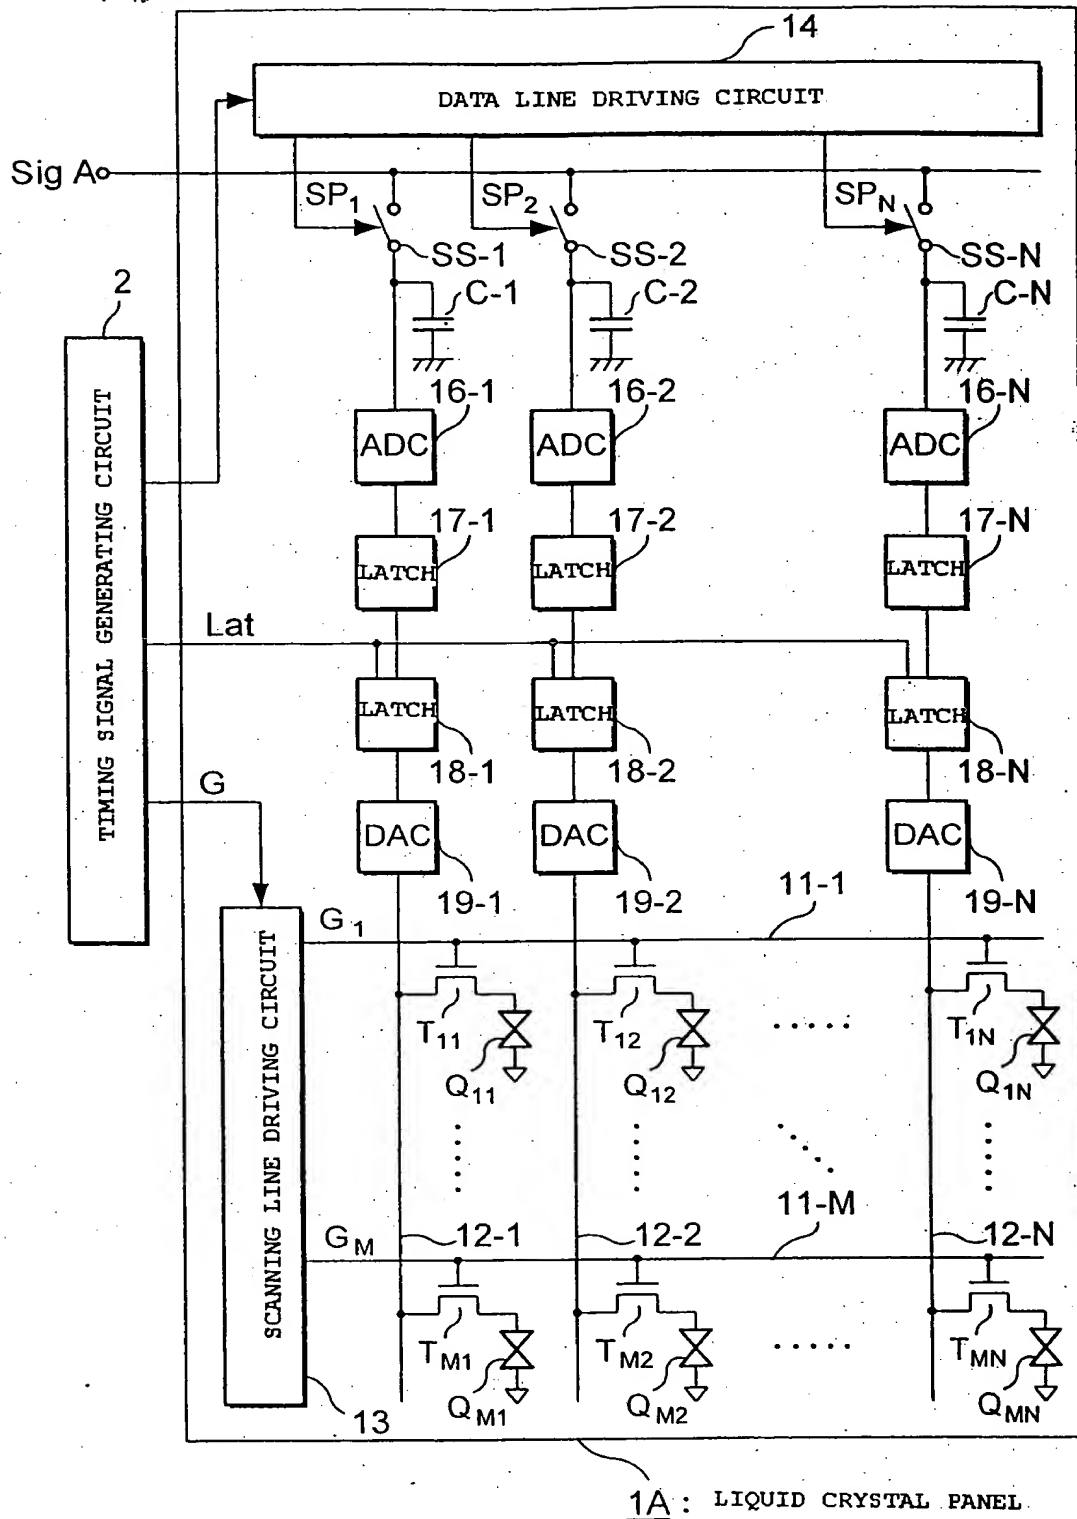 14
DATA LINE DRIVING CIRCUIT
Sig A
SP1 SP2 SPN
SS-1 SS-2 SS-N
2
C-1 C-2 C-N
16-1 16-2 16-N
ADC ADC ADC
17-1 17-2 17-N
LATCH LATCH LATCH
TIMING SIGNAL GENERATING CIRCUIT
Lat
LATCH LATCH LATCH
18-1 18-2 18-N
G
DAC DAC DAC
19-1 19-2 11-1 19-N
G1
T11 T12 ..... T1N
Q11 Q12 Q1N
SCANNING LINE DRIVING CIRCUIT
11-M
GM 12-1 12-2 12-N
TM1 TM2 ..... TMN
QM1 QM2 QMN
13
1A : LIQUID CRYSTAL PANEL